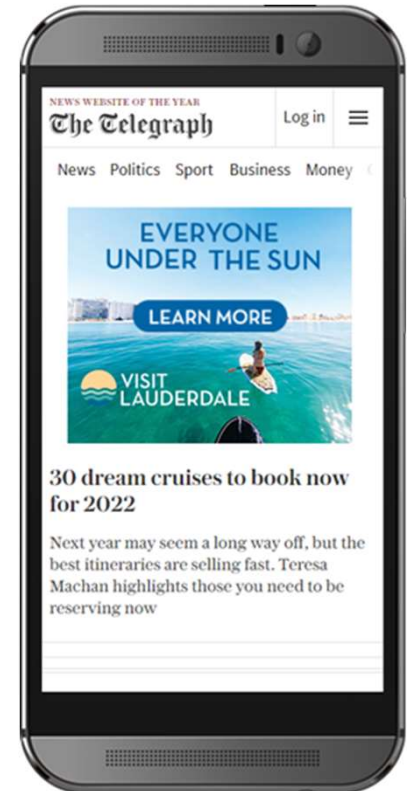 NEWS WEBSITE OF THE YEAR
The Telegraph
Log in
News Politics Sport Business Money
EVERYONE
UNDER THE SUN
LEARN MORE
VISIT
LAUDERDALE
30 dream cruises to book now
for 2022
Next year may seem a long way off, but the
best itineraries are selling fast. Teresa
Machan highlights those you need to be
reserving now